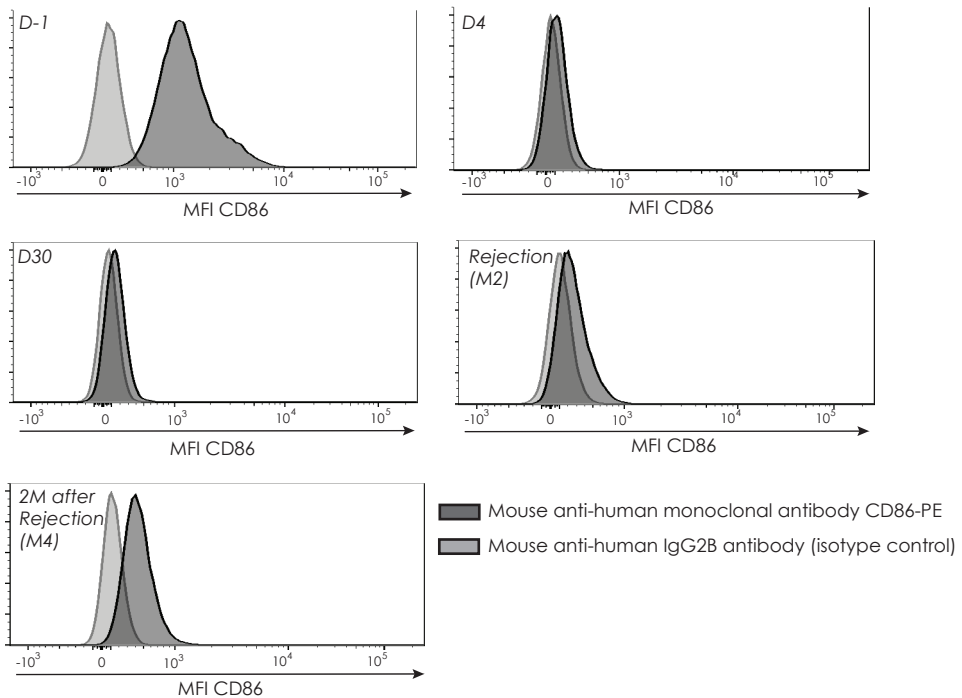 D-1
-10³ 0 10³ 10⁴ 10⁵
MFI CD86
D4
-10³ 0 10³ 10⁴ 10⁵
MFI CD86
D30
-10³ 0 10³ 10⁴ 10⁵
MFI CD86
Rejection
(M2)
-10³ 0 10³ 10⁴ 10⁵
MFI CD86
2M after
Rejection
(M4)
-10³ 0 10³ 10⁴ 10⁵
MFI CD86
Mouse anti-human monoclonal antibody CD86-PE
Mouse anti-human IgG2B antibody (isotype control)